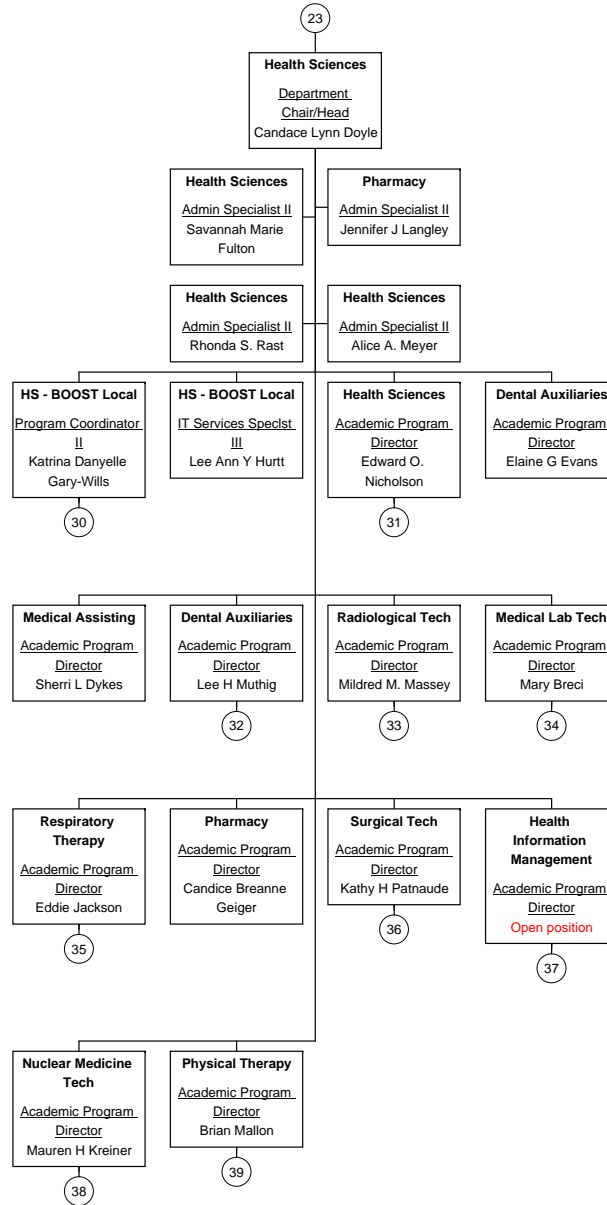 23
Health Sciences
Department
Chair/Head
Candace Lynn Doyle
Health Sciences
Admin Specialist II
Savannah Marie
Fulton
Pharmacy
Admin Specialist II
Jennifer J Langley
Health Sciences
Admin Specialist II
Rhonda S. Rast
Health Sciences
Admin Specialist II
Alice A. Meyer
HS - BOOST Local
Program Coordinator
II
Katrina Danyelle
Gary-Wills
30
HS - BOOST Local
IT Services Speclst
III
Lee Ann Y Hurtt
Health Sciences
Academic Program
Director
Edward O.
Nicholson
31
Dental Auxiliaries
Academic Program
Director
Elaine G Evans
Medical Assisting
Academic Program
Director
Sherri L Dykes
Dental Auxiliaries
Academic Program
Director
Lee H Muthig
32
Radiological Tech
Academic Program
Director
Mildred M. Massey
33
Medical Lab Tech
Academic Program
Director
Mary Breci
34
Respiratory
Therapy
Academic Program
Director
Eddie Jackson
35
Pharmacy
Academic Program
Director
Candice Breanne
Geiger
Surgical Tech
Academic Program
Director
Kathy H Patnaude
36
Health
Information
Management
Academic Program
Director
Open position
37
Nuclear Medicine
Tech
Academic Program
Director
Mauren H Kreiner
38
Physical Therapy
Academic Program
Director
Brian Mallon
39